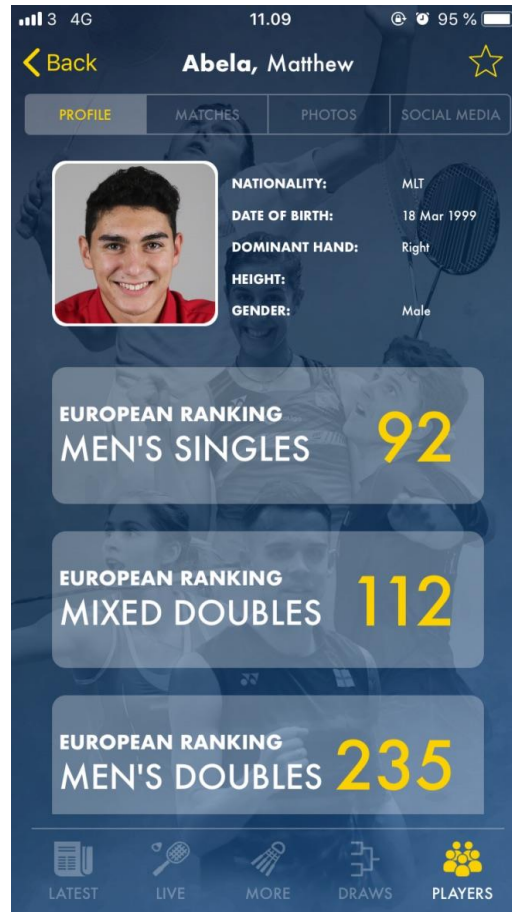 3 4G 11.09 95 %
Back Abela, Matthew
PROFILE MATCHES PHOTOS SOCIAL MEDIA
NATIONALITY: MLT
DATE OF BIRTH: 18 Mar 1999
DOMINANT HAND: Right
HEIGHT:
GENDER: Male
EUROPEAN RANKING
MEN'S SINGLES 92
EUROPEAN RANKING
MIXED DOUBLES 112
EUROPEAN RANKING
MEN'S DOUBLES 235
LATEST LIVE MORE DRAWS PLAYERS